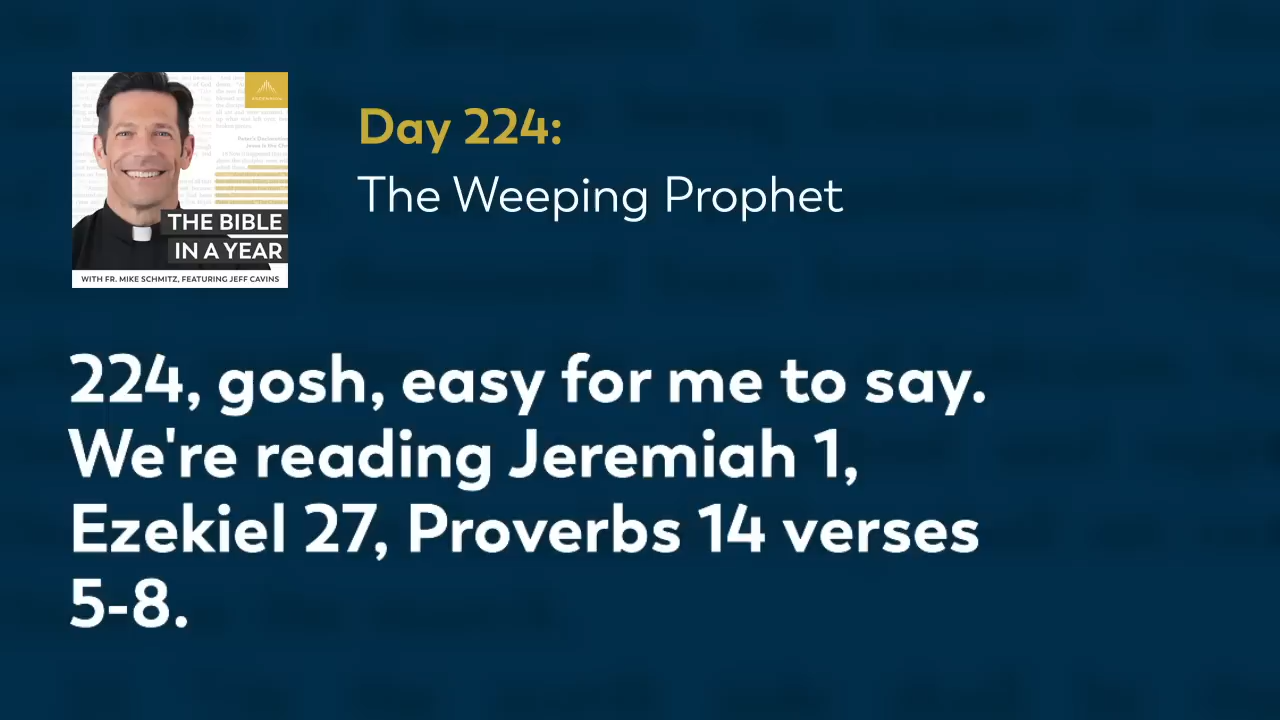 Day 224:
The Weeping Prophet
THE BIBLE
IN A YEAR
WITH FR. MIKE SCHMITZ, FEATURING JEFF CAVINS
224, gosh, easy for me to say.
We're reading Jeremiah 1,
Ezekiel 27, Proverbs 14 verses
5-8.